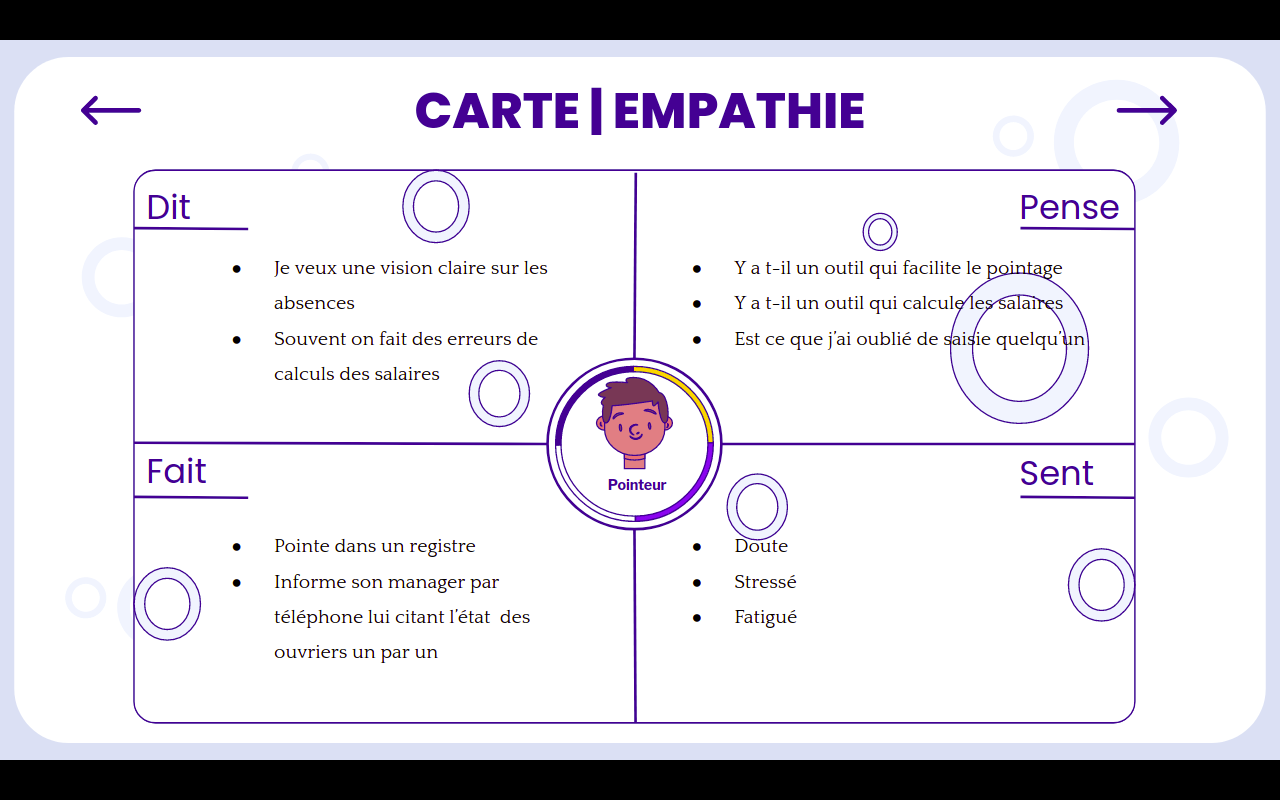 CARTE | EMPATHIE
Dit
● Je veux une vision claire sur les
absences
● Souvent on fait des erreurs de
calculs des salaires
Pense
● Y a t-il un outil qui facilite le pointage
● Y a t-il un outil qui calcule les salaires
● Est ce que j’ai oublié de saisie quelqu’un
Pointeur
Fait
● Pointe dans un registre
● Informe son manager par
téléphone lui citant l’état  des
ouvriers un par un
Sent
● Doute
● Stressé
● Fatigué